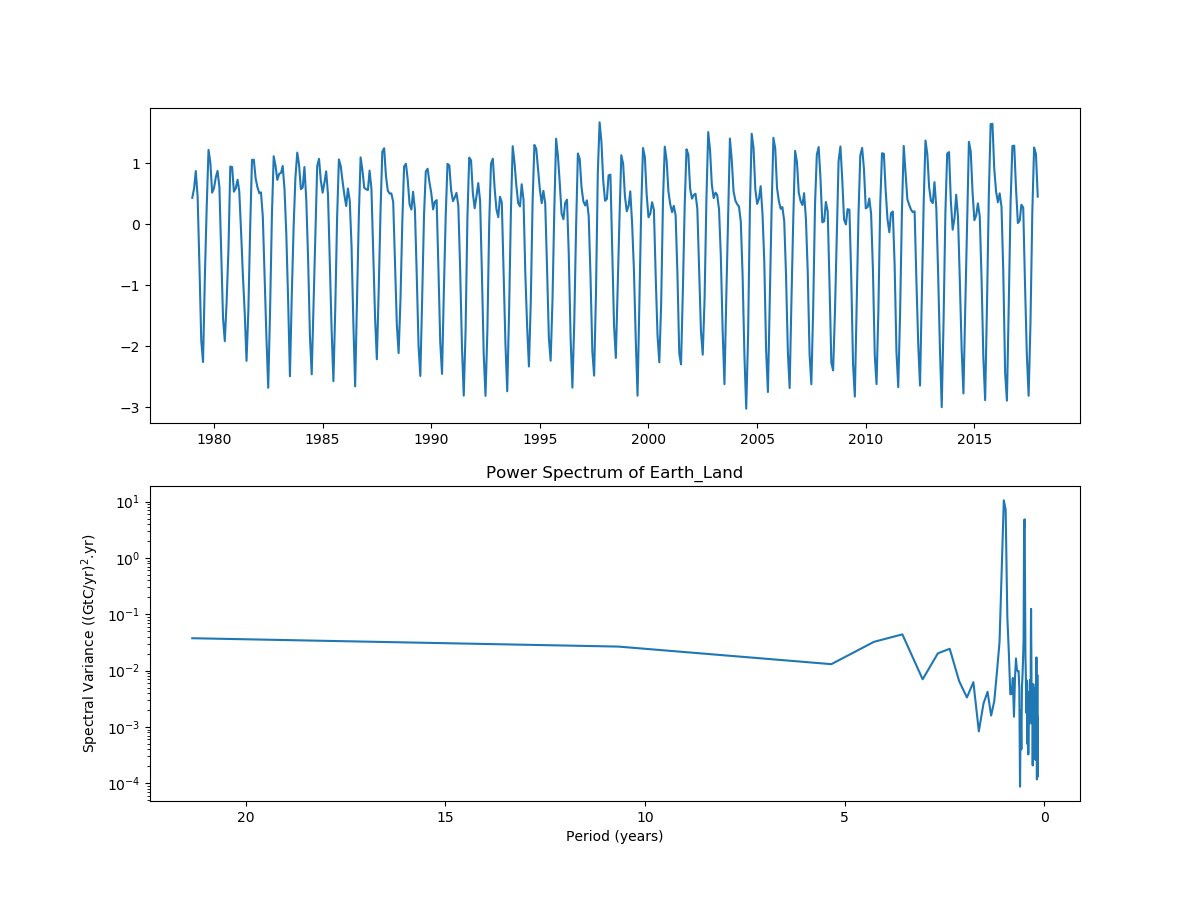 1
0
−1
−2
−3
1980 1985 1990 1995 2000 2005 2010 2015
Power Spectrum of Earth_Land
Spectral Variance ((GtC/yr)².yr)
10¹
10⁰
10⁻¹
10⁻²
10⁻³
10⁻⁴
20 15 10 5 0
Period (years)